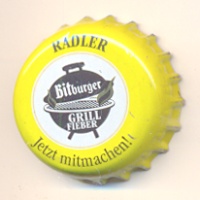 RADLER
Bitburger
GRILL
FIEBER
Jetzt mitmachen!